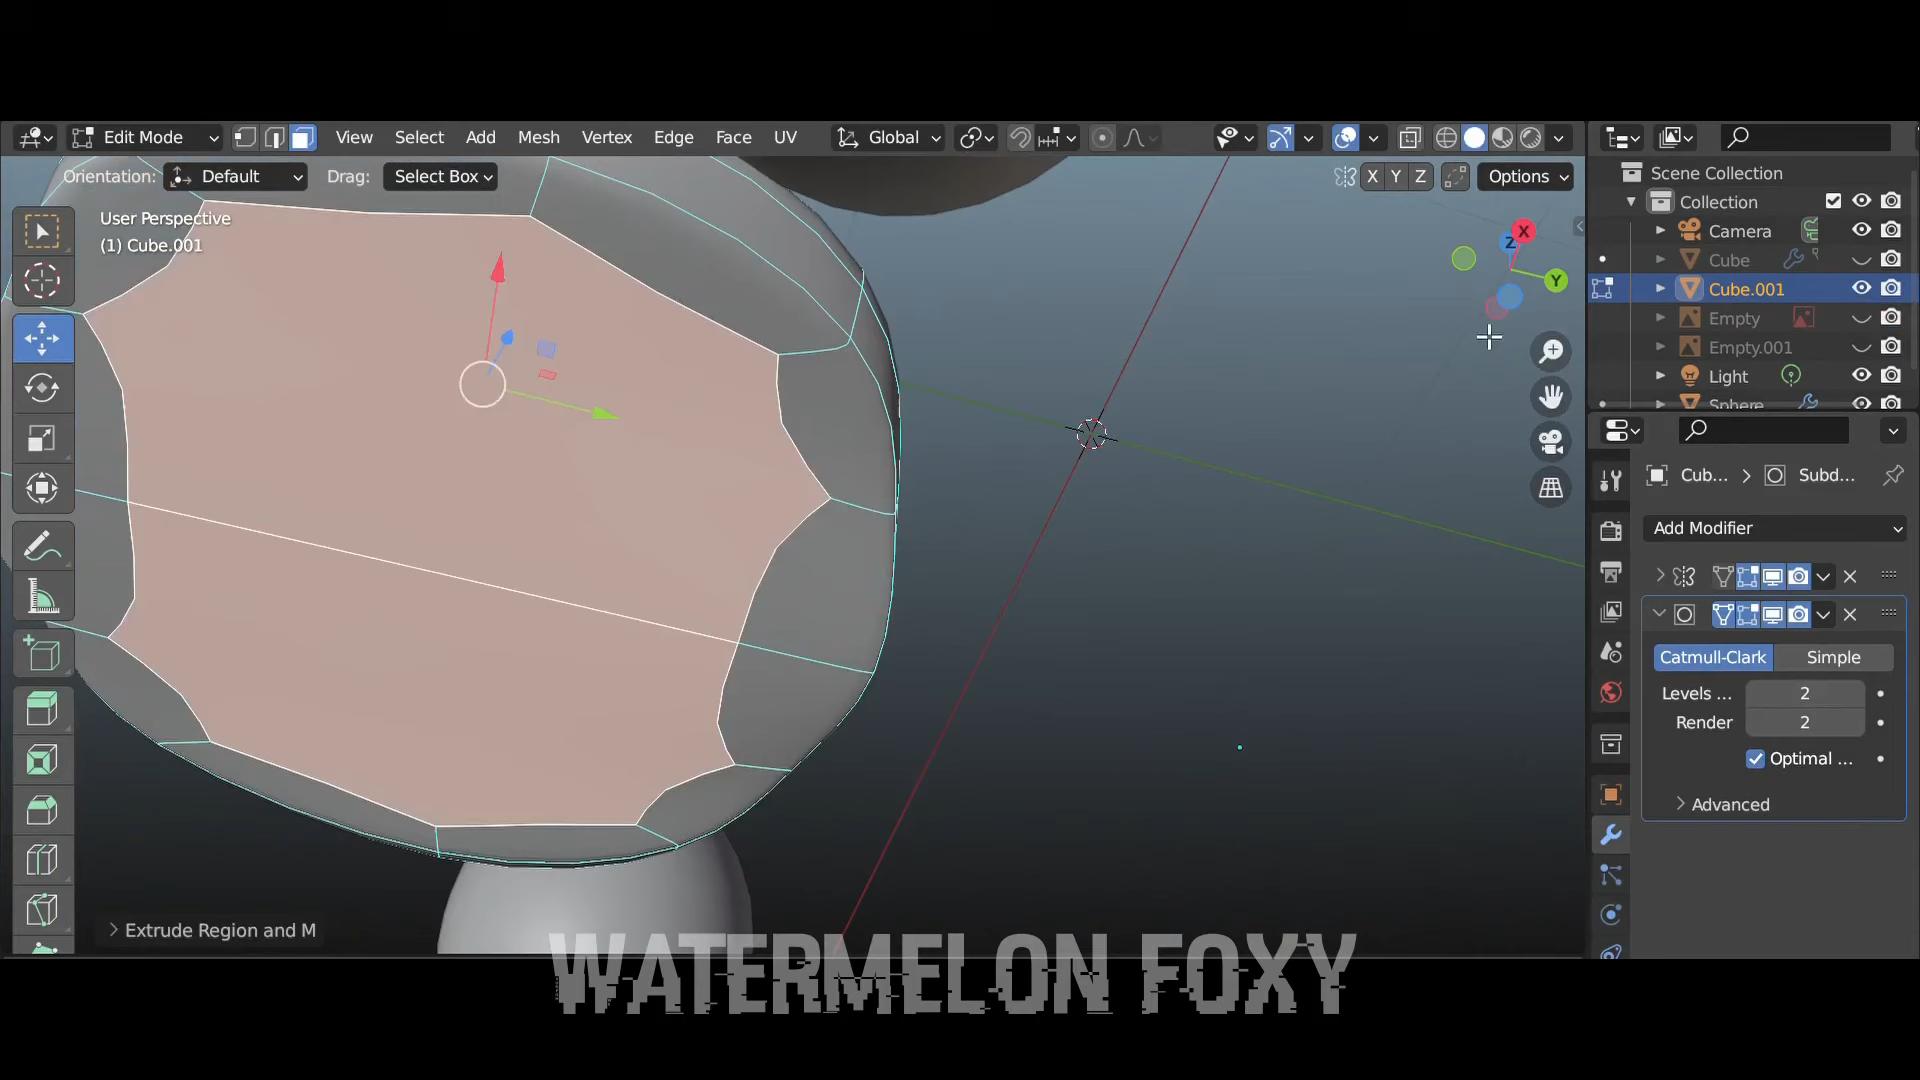 Edit Mode View Select Add Mesh Vertex Edge Face UV Global
Orientation: Default Drag: Select Box X Y Z Options
User Perspective
(1) Cube.001
X
Z
Y
Extrude Region and M
Scene Collection
Collection
Camera
Cube
Cube.001
Empty
Empty.001
Light
Sphere
Cub... Subd...
Add Modifier
Catmull-Clark Simple
Levels ... 2
Render 2
Optimal ...
Advanced
WATERMELON FOXY